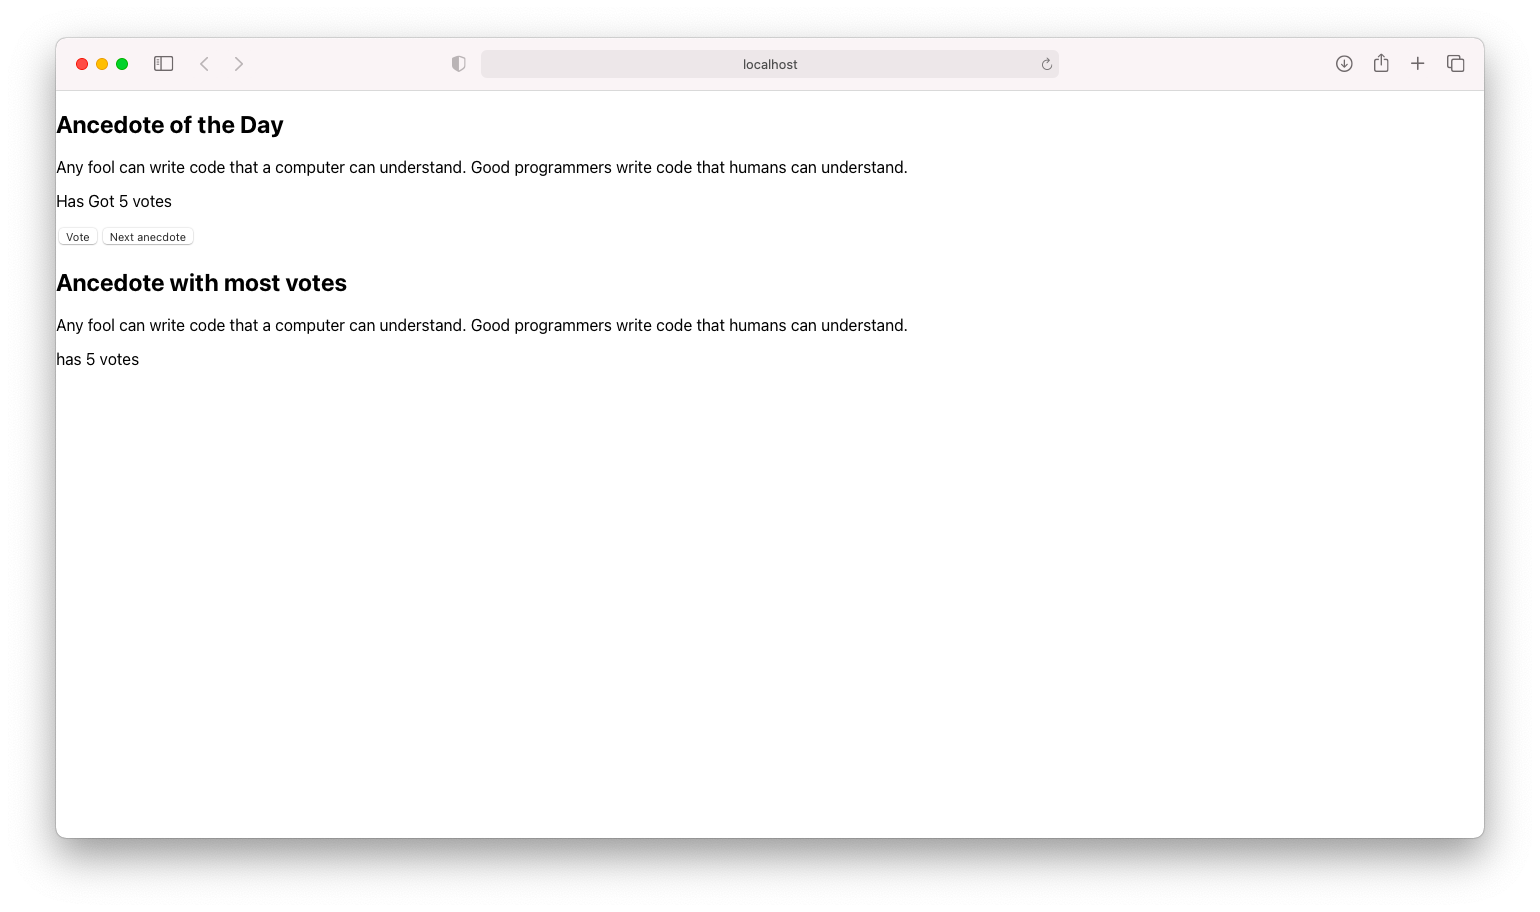 localhost
Ancedote of the Day
Any fool can write code that a computer can understand. Good programmers write code that humans can understand.
Has Got 5 votes
Vote Next anecdote
Ancedote with most votes
Any fool can write code that a computer can understand. Good programmers write code that humans can understand.
has 5 votes